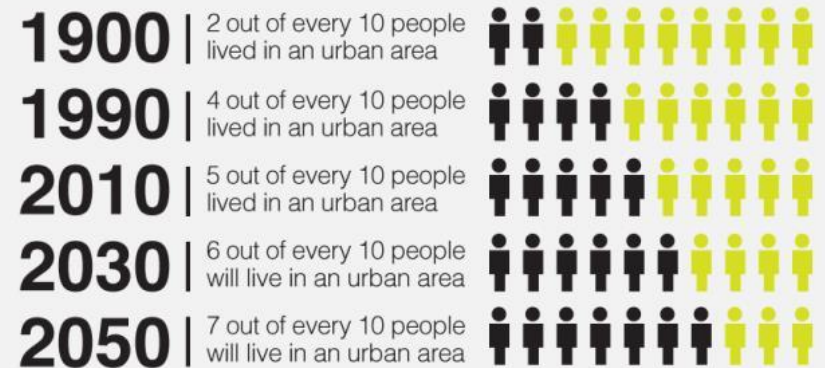 1900
2 out of every 10 people
lived in an urban area
1990
4 out of every 10 people
lived in an urban area
2010
5 out of every 10 people
lived in an urban area
2030
6 out of every 10 people
will live in an urban area
2050
7 out of every 10 people
will live in an urban area